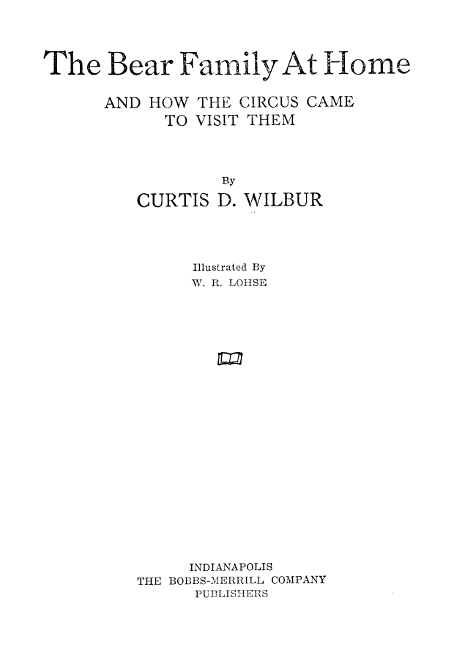 The Bear Family At Home
AND HOW THE CIRCUS CAME
TO VISIT THEM
By
CURTIS D. WILBUR
Illustrated By
W. R. LOHSE
INDIANAPOLIS
THE BOBBS-MERRILL COMPANY
PUBLISHERS